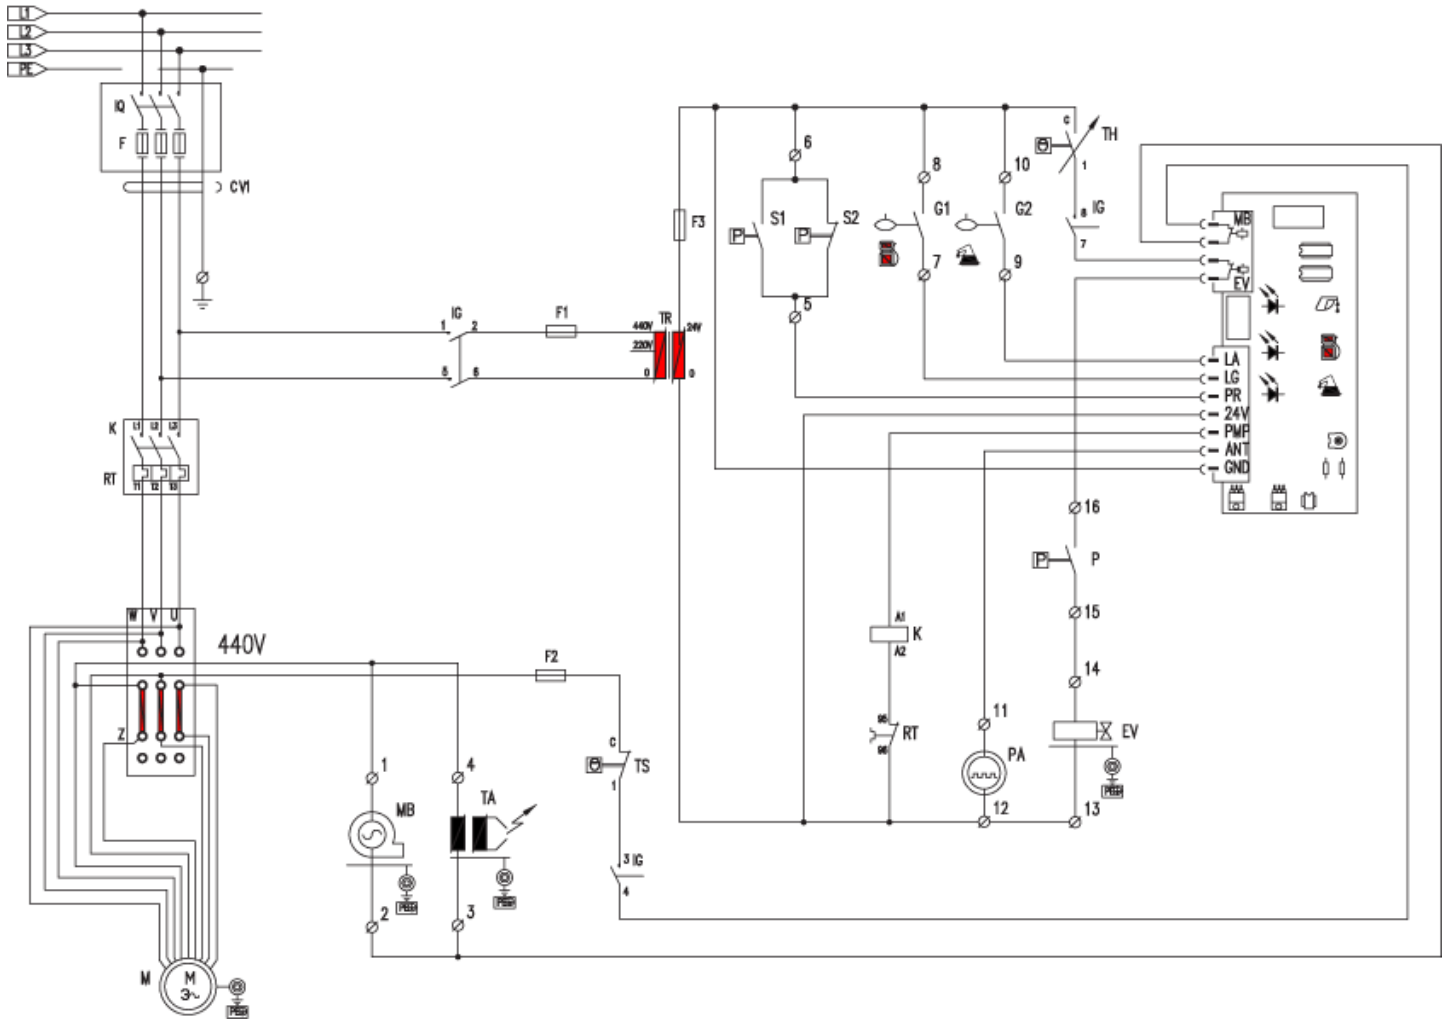 L1
L2
L3
PE
IQ
F
CV1
6
C
TH
1
8
10
S1
S2
P
P
G1
G2
F3
8 IG
7
MB
EV
7
9
5
IG
1
2
F1
440V
TR
24V
220V
5
6
0
0
LA
LG
PR
24V
PMP
ANT
GND
K
L1
L2
L3
RT
T1
T2
T3
16
P
P
15
A1
K
A2
W
V
U
440V
F2
14
11
95
RT
96
EV
Z
C
TS
1
PA
1
4
MB
TA
12
13
3 IG
4
2
3
M
M
3~